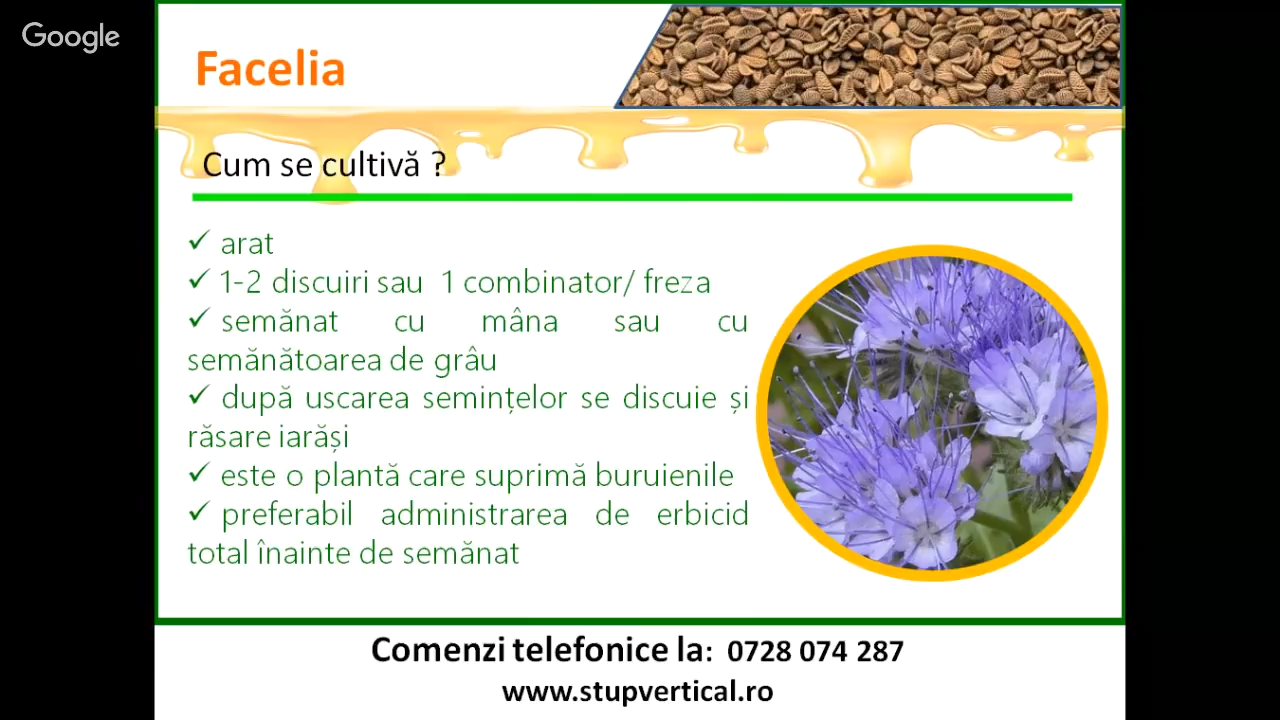 Google
Facelia
Cum se cultivă ?
✓ arat
✓ 1-2 discuiri sau 1 combinator/ freza
✓ semănat cu mâna sau cu
semănătoarea de grâu
✓ după uscarea semințelor se discuie și
răsare iarăși
✓ este o plantă care suprimă buruienile
✓ preferabil administrarea de erbicid
total înainte de semănat
Comenzi telefonice la: 0728 074 287
www.stupvertical.ro